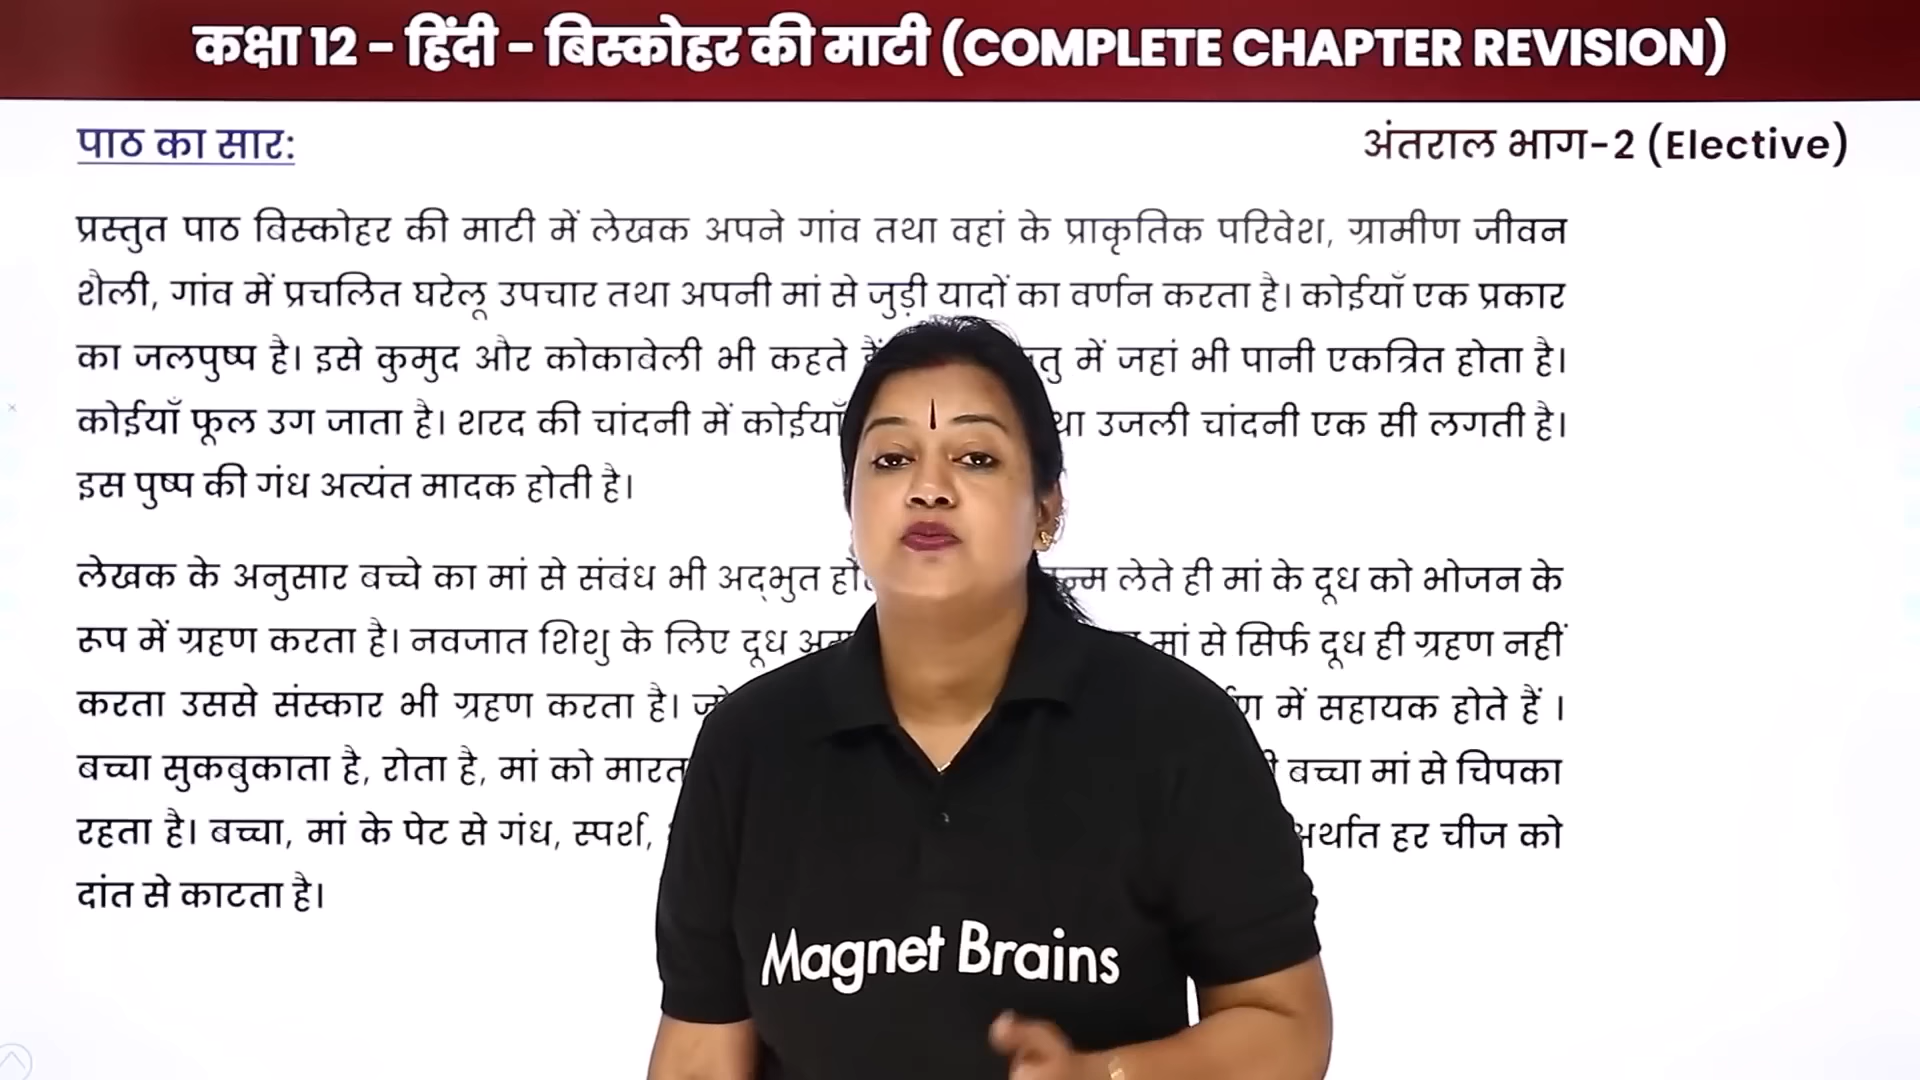 कक्षा 12 - हिंदी - बिस्कोहर की माटी (COMPLETE CHAPTER REVISION)
पाठ का सार:
अंतराल भाग-2 (Elective)
प्रस्तुत पाठ बिस्कोहर की माटी में लेखक अपने गांव तथा वहां के प्राकृतिक परिवेश, ग्रामीण जीवन
शैली, गांव में प्रचलित घरेलू उपचार तथा अपनी मां से जुड़ी यादों का वर्णन करता है। कोईयाँ एक प्रकार
का जलपुष्प है। इसे कुमुद और कोकाबेली भी कहते में जहां भी पानी एकत्रित होता है।
कोईयाँ फूल उग जाता है। शरद की चांदनी में कोईयाँ उजली चांदनी एक सी लगती है।
इस पुष्प की गंध अत्यंत मादक होती है।
लेखक के अनुसार बच्चे का मां से संबंध भी अद्भुत लेते ही मां के दूध को भोजन के
रूप में ग्रहण करता है। नवजात शिशु के लिए दूध मां से सिर्फ दूध ही ग्रहण नहीं
करता उससे संस्कार भी ग्रहण करता है। में सहायक होते हैं ।
बच्चा सुकबुकाता है, रोता है, मां को बच्चा मां से चिपका
रहता है। बच्चा, मां के पेट से गंध, स्पर्श, अर्थात हर चीज को
दांत से काटता है।
Magnet Brains